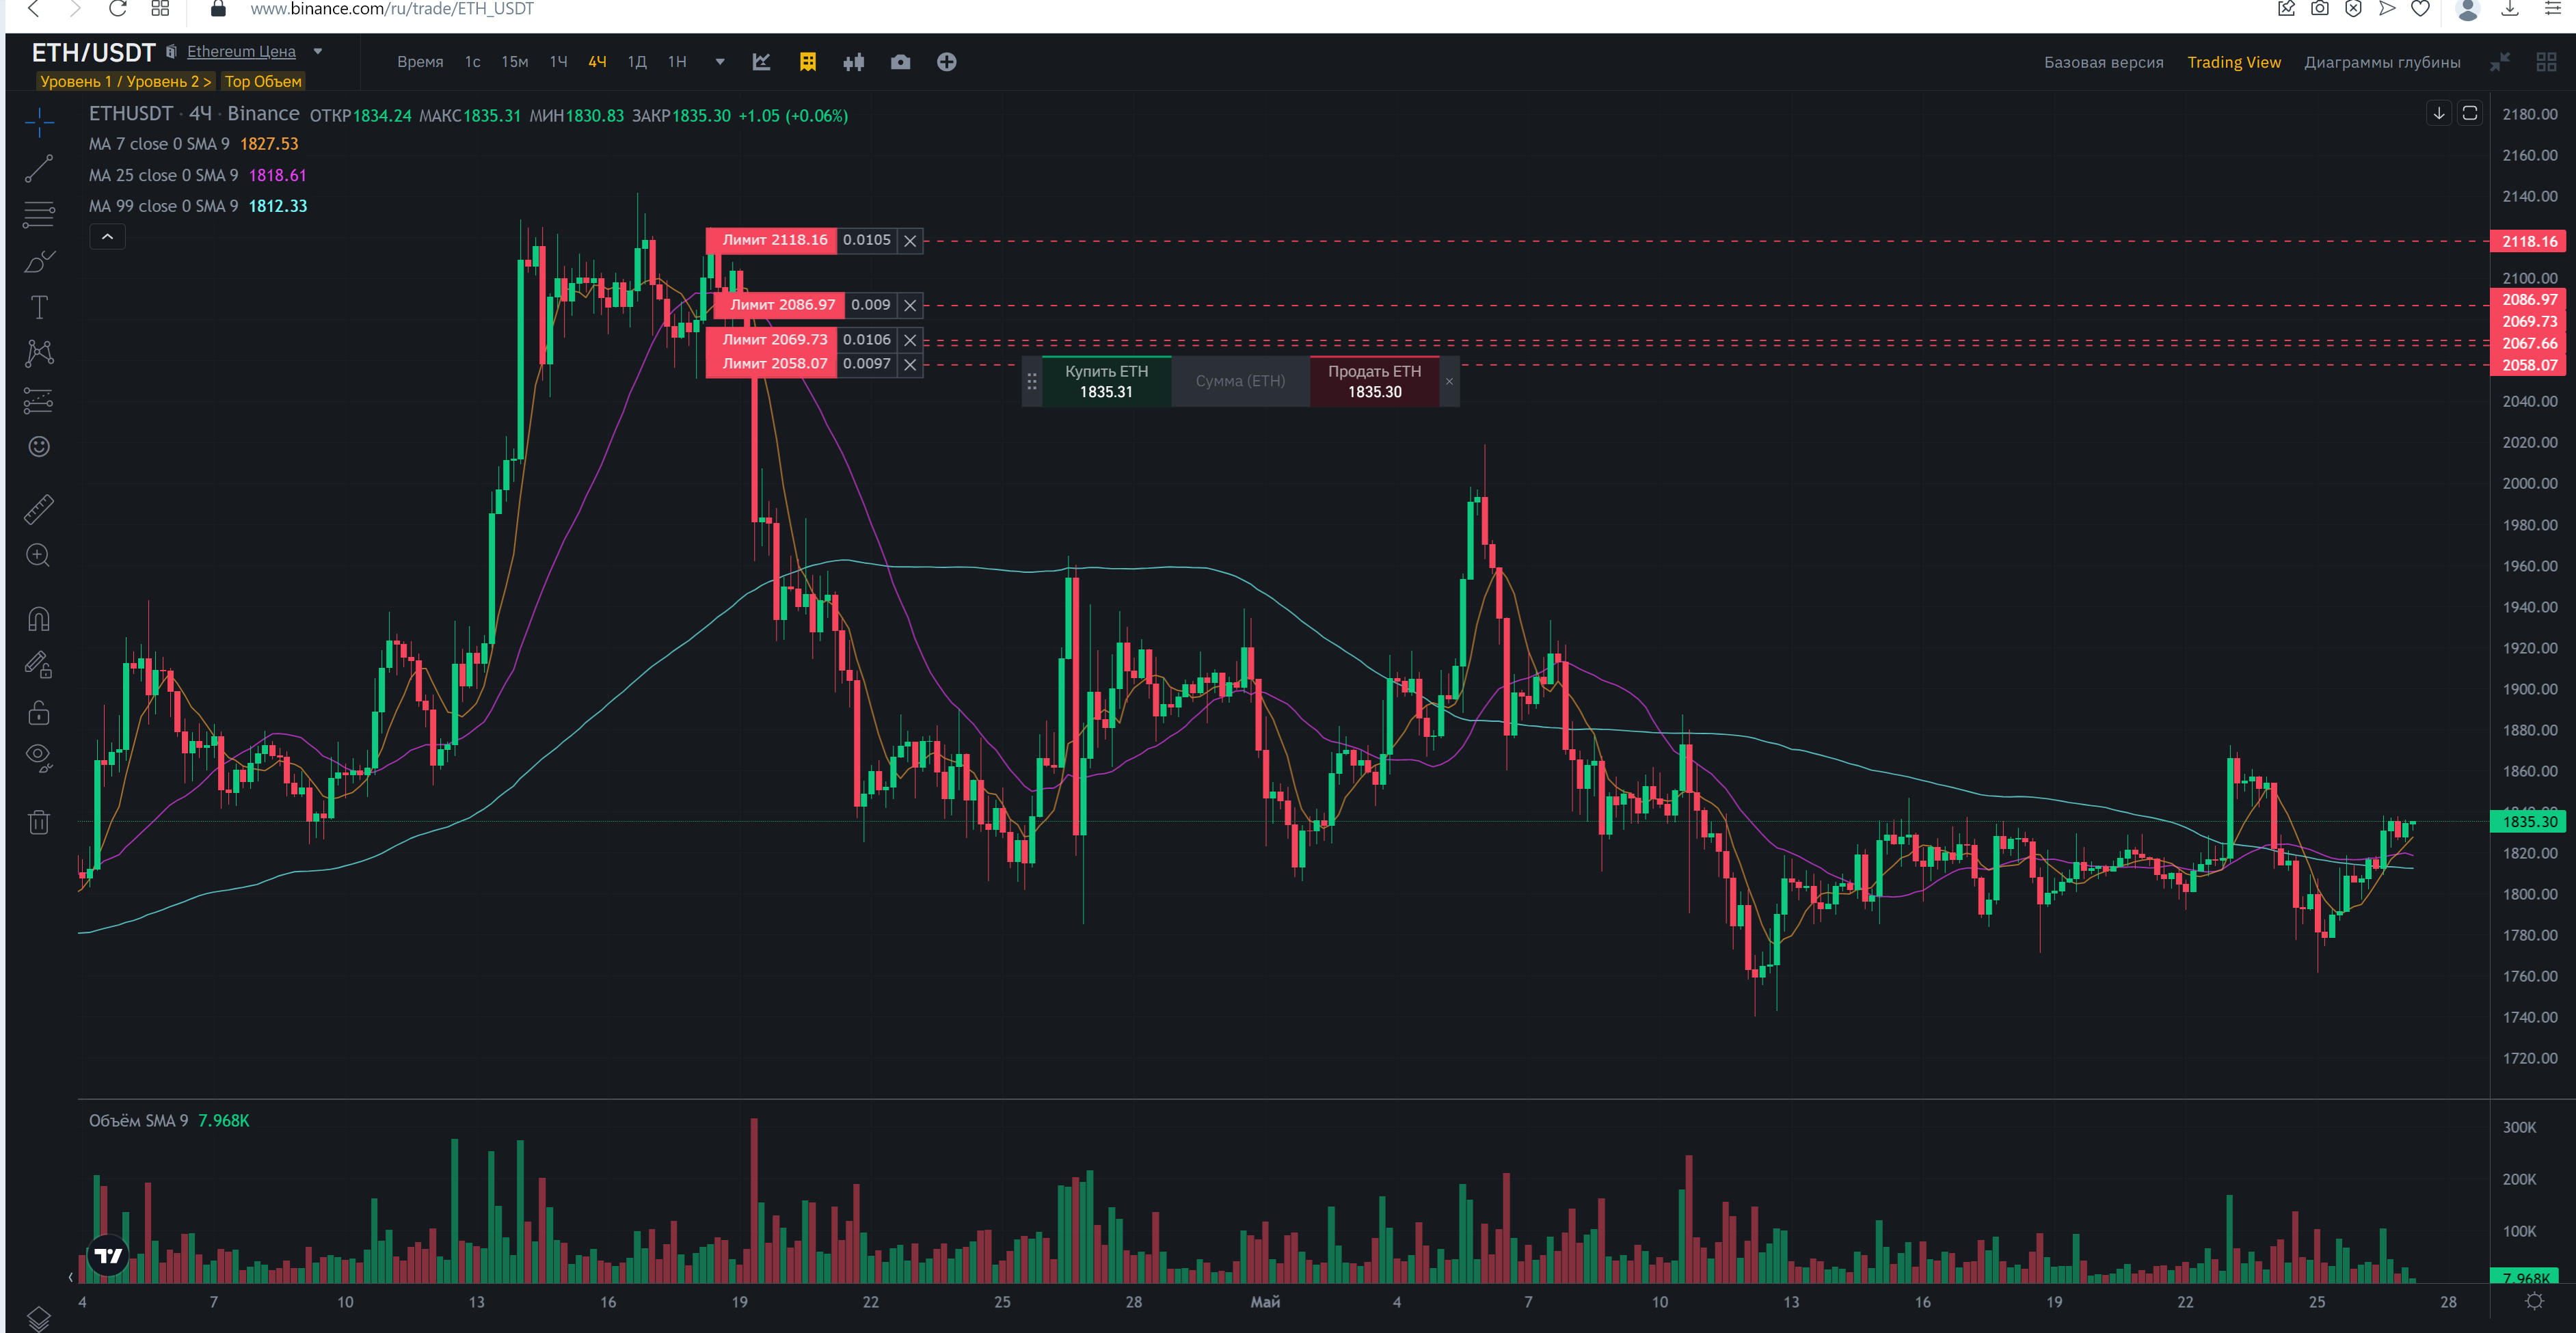 www.binance.com/ru/trade/ETH_USDT
ETH/USDT Ethereum Цена
Уровень 1 / Уровень 2 > Top Объем
Время 1с 15м 1Ч 4Ч 1Д 1Н
Базовая версия Trading View Диаграммы глубины
ETHUSDT · 4Ч · Binance ОТКР1834.24 МАКС1835.31 МИН1830.83 ЗАКР1835.30 +1.05 (+0.06%)
MA 7 close 0 SMA 9 1827.53
MA 25 close 0 SMA 9 1818.61
MA 99 close 0 SMA 9 1812.33
Лимит 2118.16 0.0105
Лимит 2086.97 0.009
Лимит 2069.73 0.0106
Лимит 2058.07 0.0097
Купить ETH
1835.31
Сумма (ETH)
Продать ETH
1835.30
2180.00
2160.00
2140.00
2118.16
2100.00
2086.97
2069.73
2067.66
2058.07
2040.00
2020.00
2000.00
1980.00
1960.00
1940.00
1920.00
1900.00
1880.00
1860.00
1840.00
1835.30
1820.00
1800.00
1780.00
1760.00
1740.00
1720.00
Объём SMA 9 7.968K
300K
200K
100K
7.968K
4 7 10 13 16 19 22 25 28 Май 4 7 10 13 16 19 22 25 28